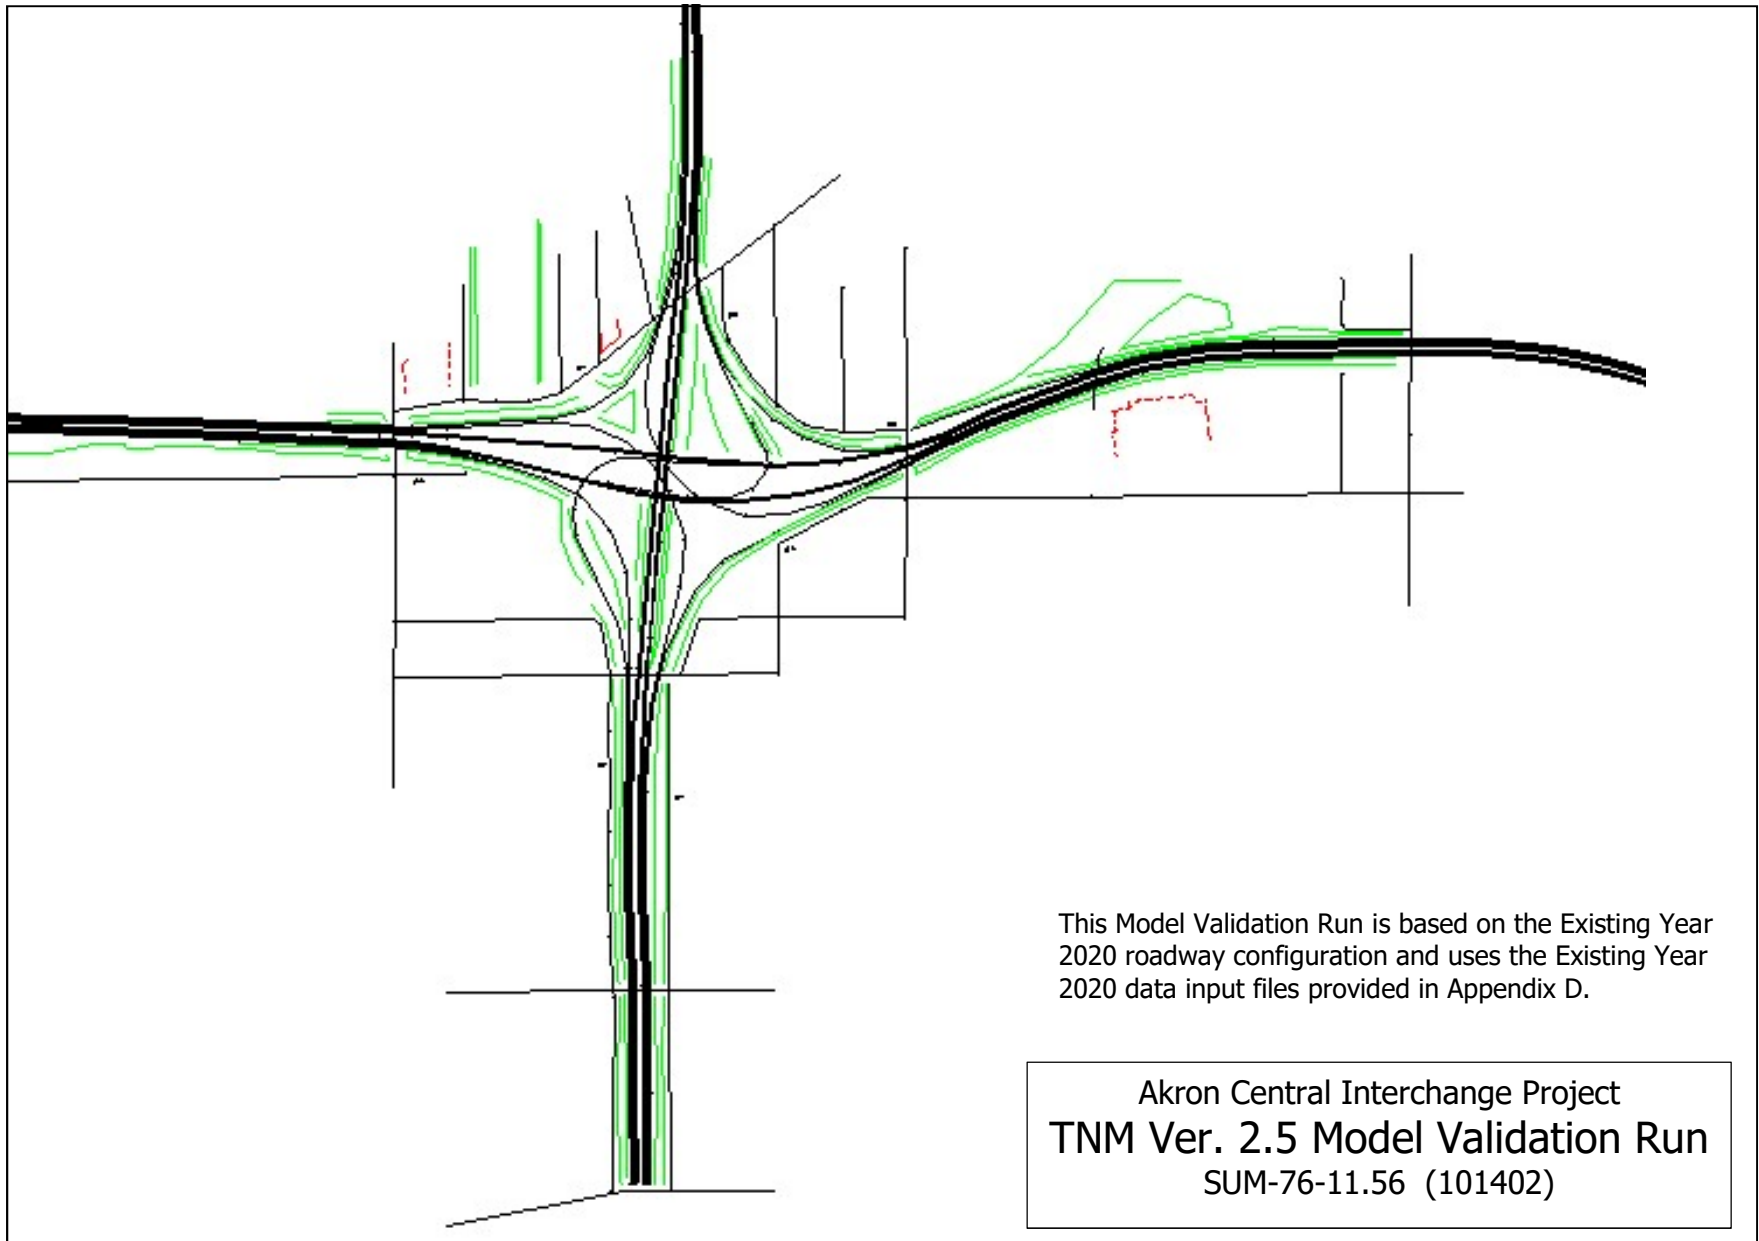 This Model Validation Run is based on the Existing Year
2020 roadway configuration and uses the Existing Year
2020 data input files provided in Appendix D.
Akron Central Interchange Project
TNM Ver. 2.5 Model Validation Run
SUM-76-11.56 (101402)